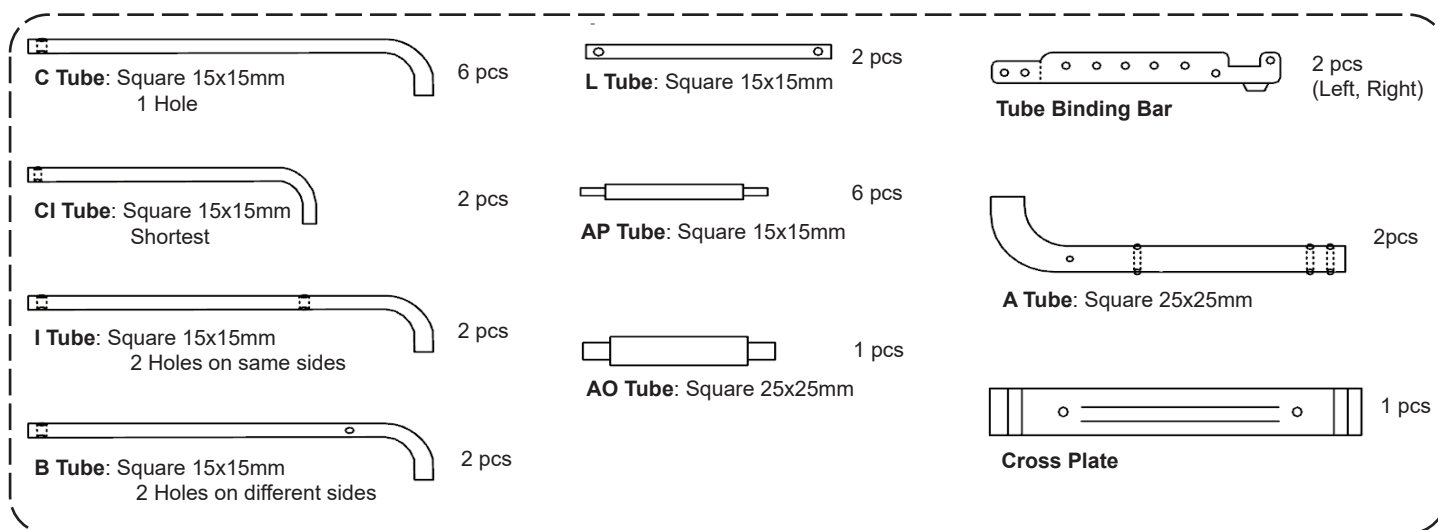 C Tube: Square 15x15mm
1 Hole
6 pcs
CI Tube: Square 15x15mm
Shortest
2 pcs
I Tube: Square 15x15mm
2 Holes on same sides
2 pcs
B Tube: Square 15x15mm
2 Holes on different sides
2 pcs
L Tube: Square 15x15mm
2 pcs
AP Tube: Square 15x15mm
6 pcs
AO Tube: Square 25x25mm
1 pcs
Tube Binding Bar
2 pcs
(Left, Right)
A Tube: Square 25x25mm
2pcs
Cross Plate
1 pcs